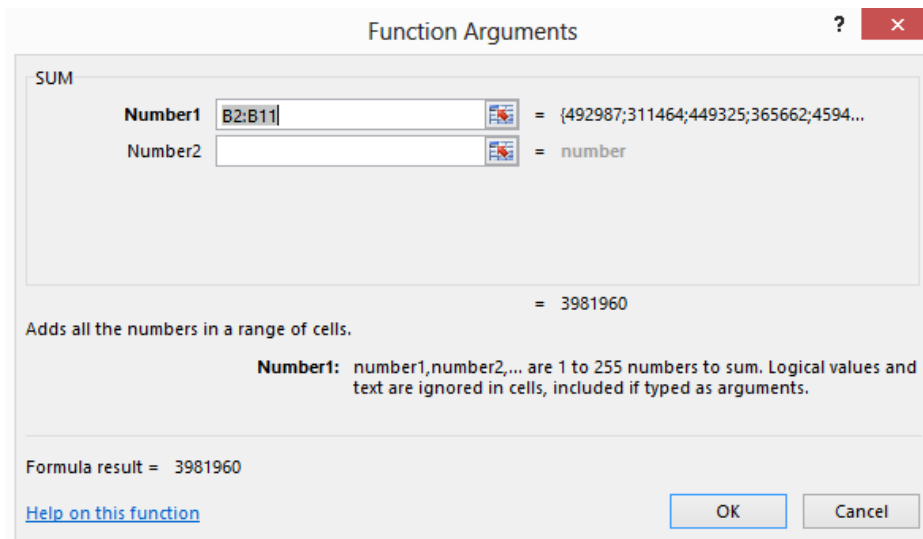 Function Arguments
?
×
SUM
Number1 B2:B11 = {492987;311464;449325;365662;4594...
Number2 = number
= 3981960
Adds all the numbers in a range of cells.
Number1: number1,number2,... are 1 to 255 numbers to sum. Logical values and
text are ignored in cells, included if typed as arguments.
Formula result = 3981960
Help on this function
OK
Cancel